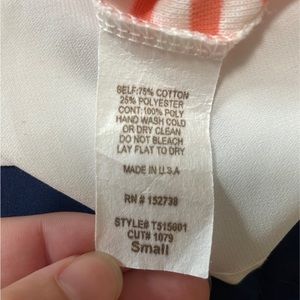 SELF:75% COTTON
25% POLYESTER
CONT:100% POLY
HAND WASH COLD
OR DRY CLEAN
DO NOT BLEACH
LAY FLAT TO DRY
MADE IN U.S.A
RN # 152738
STYLE# T515001
CUT# 1079
Small